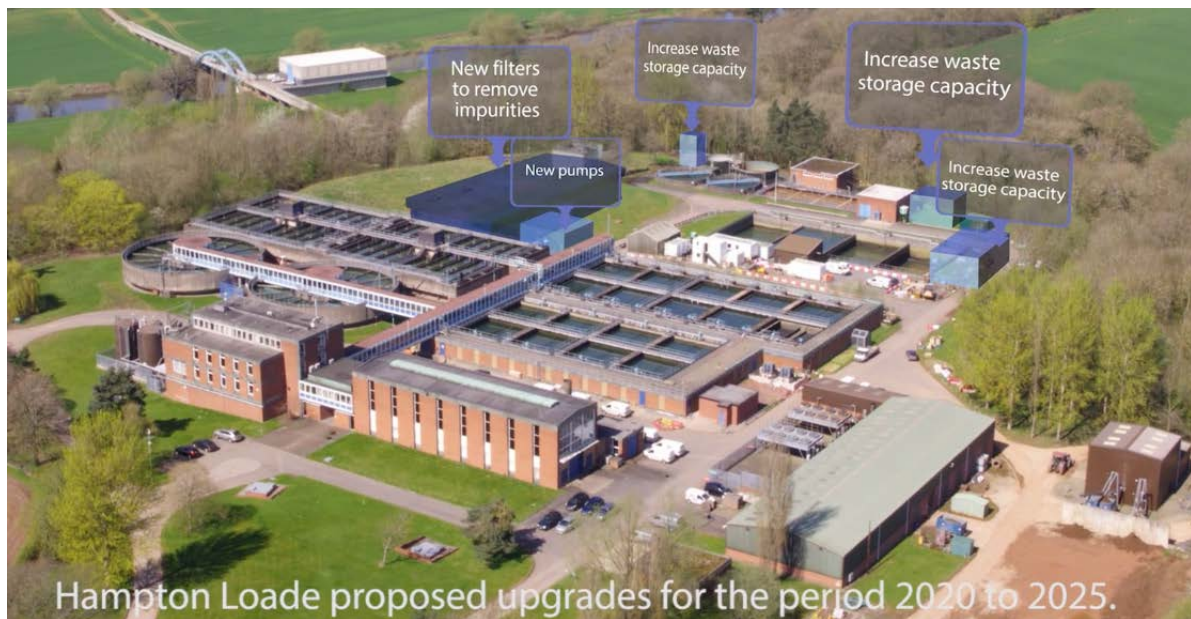 New filters
to remove
impurities
Increase waste
storage capacity
Increase waste
storage capacity
New pumps
Increase waste
storage capacity
Hampton Loade proposed upgrades for the period 2020 to 2025.